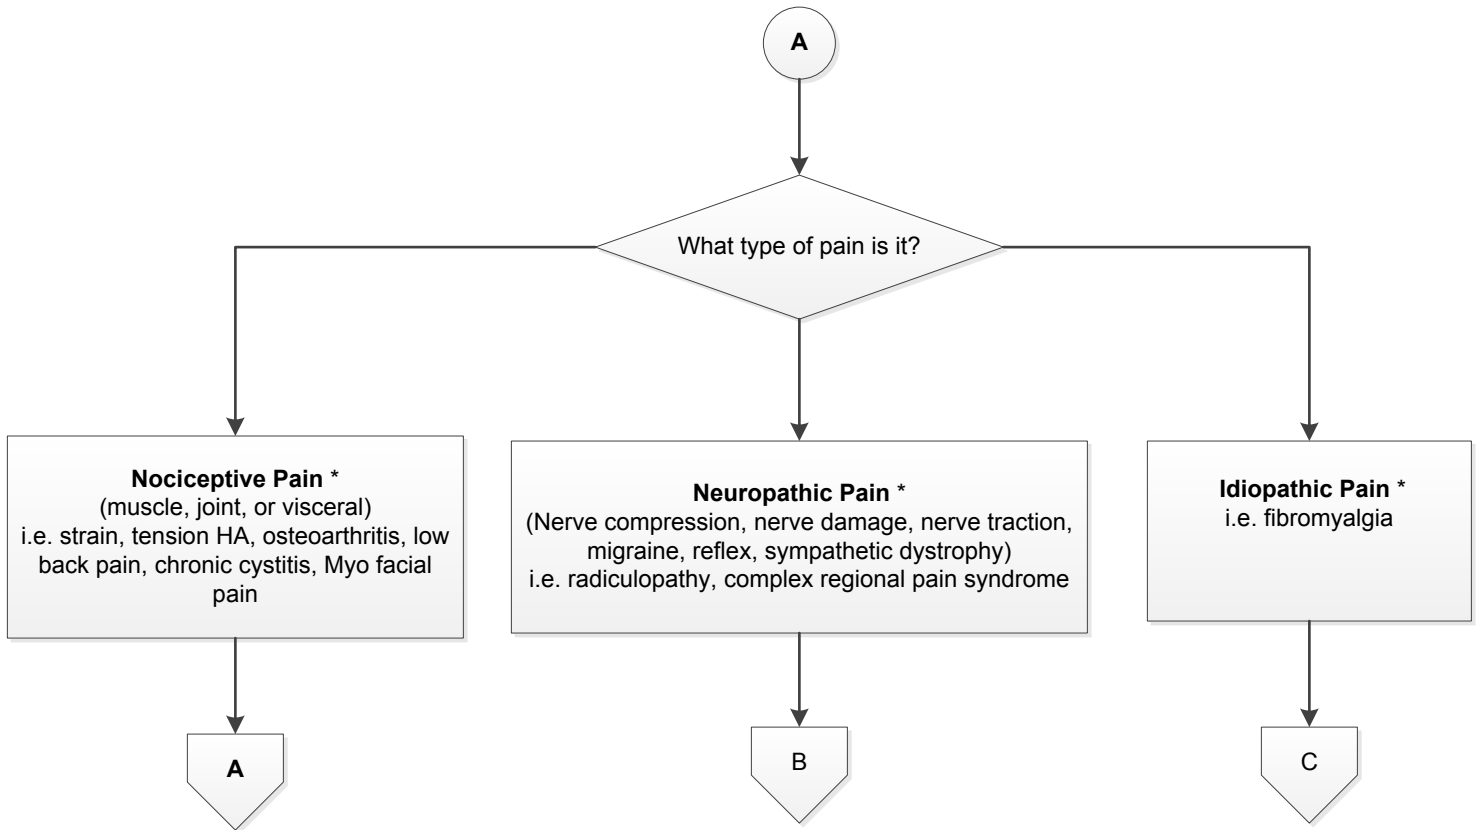 A
What type of pain is it?
Nociceptive Pain *
(muscle, joint, or visceral)
i.e. strain, tension HA, osteoarthritis, low
back pain, chronic cystitis, Myo facial
pain
Neuropathic Pain *
(Nerve compression, nerve damage, nerve traction,
migraine, reflex, sympathetic dystrophy)
i.e. radiculopathy, complex regional pain syndrome
Idiopathic Pain *
i.e. fibromyalgia
A
B
C